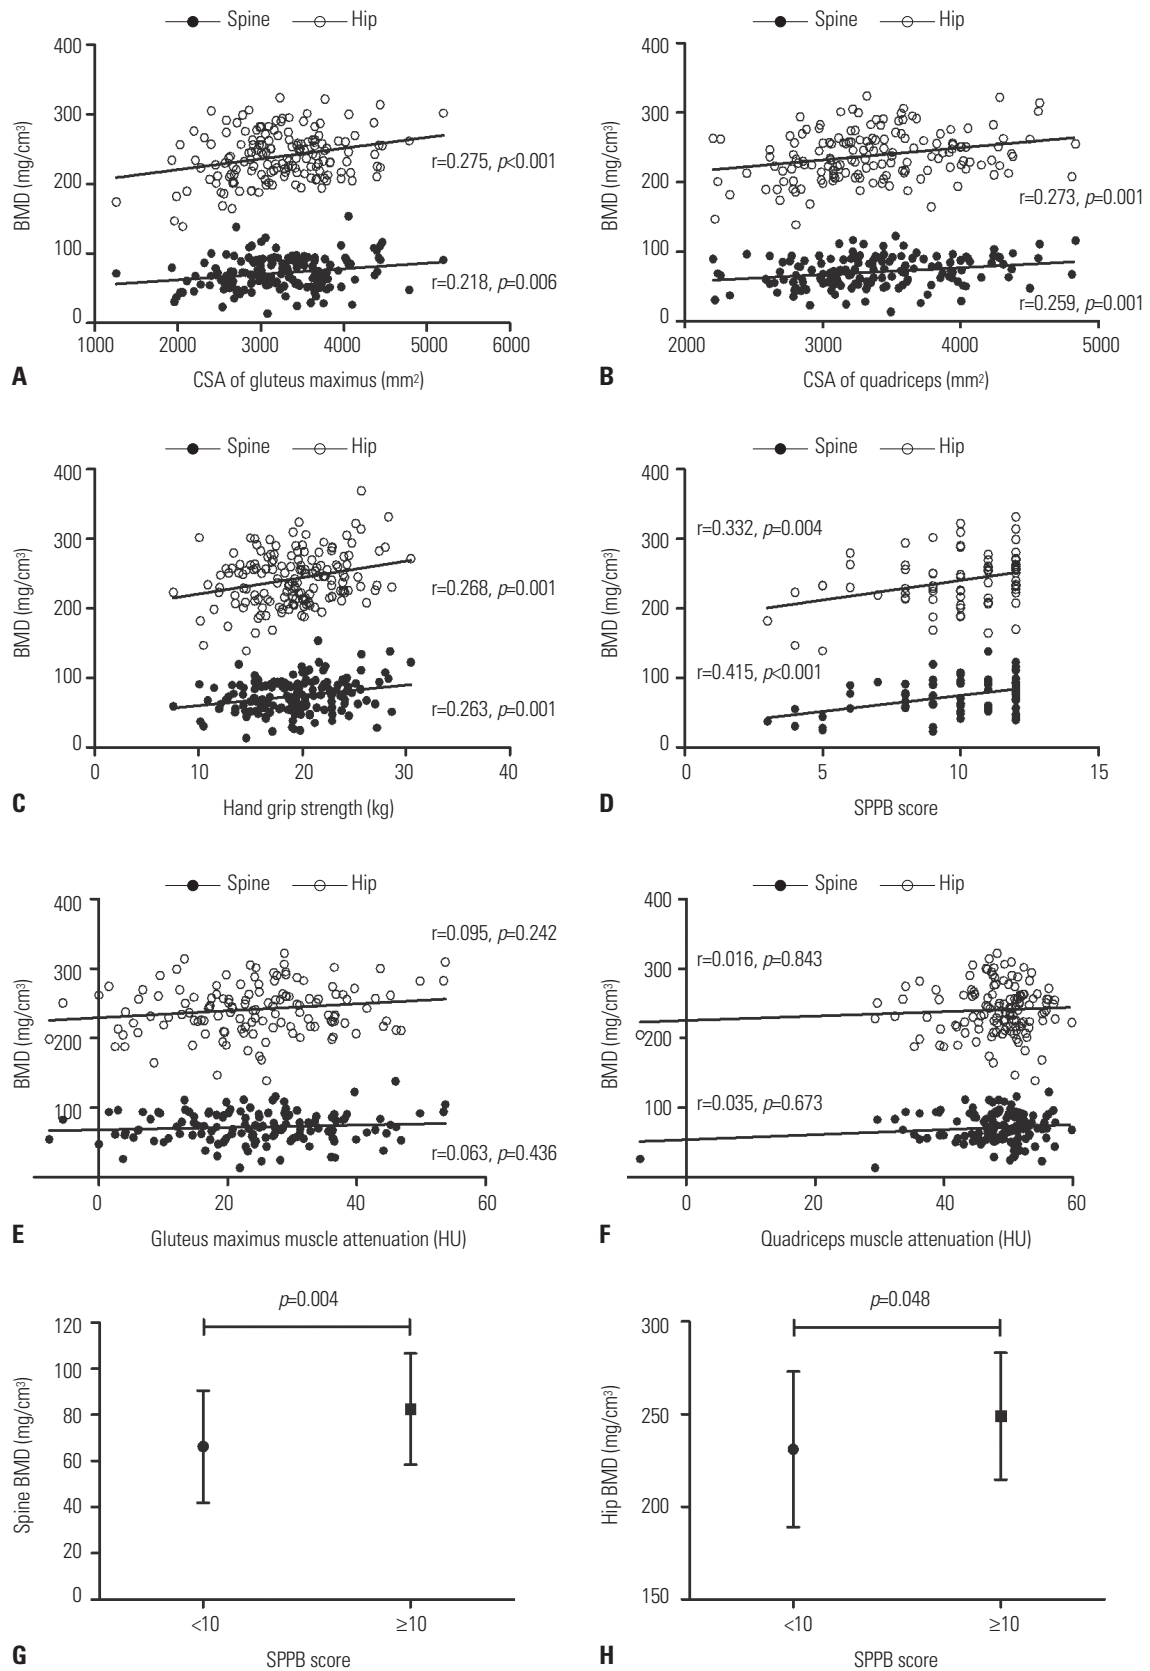 Spine Hip Spine Hip
400 400
300 300
r=0.275, p<0.001
200 200
r=0.273, p=0.001
100 100
r=0.218, p=0.006
r=0.259, p=0.001
0 0
BMD (mg/cm³) BMD (mg/cm³)
1000 2000 3000 4000 5000 6000 2000 3000 4000 5000
A CSA of gluteus maximus (mm²) B CSA of quadriceps (mm²)
Spine Hip Spine Hip
400 400
r=0.332, p=0.004
300 300
r=0.268, p=0.001
200 200
r=0.415, p<0.001
100 100
r=0.263, p=0.001
0 0
BMD (mg/cm³) BMD (mg/cm³)
0 10 20 30 40 0 5 10 15
C Hand grip strength (kg) D SPPB score
Spine Hip Spine Hip
400 400
r=0.095, p=0.242
r=0.016, p=0.843
300 300
200 200
100 100
r=0.035, p=0.673
r=0.063, p=0.436
BMD (mg/cm³) BMD (mg/cm³)
0 20 40 60 0 20 40 60
E Gluteus maximus muscle attenuation (HU) F Quadriceps muscle attenuation (HU)
p=0.004 p=0.048
120 300
100
80 250
60
200
40
20
0 150
Spine BMD (mg/cm³) Hip BMD (mg/cm³)
<10 ≥10 <10 ≥10
G SPPB score H SPPB score